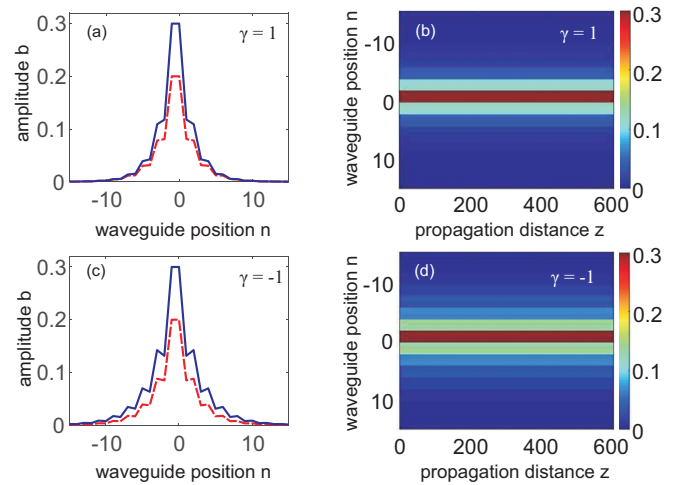 (a)
γ = 1
amplitude b
0.3
0.2
0.1
0
-10
0
10
waveguide position n
(b)
γ = 1
waveguide position n
-10
0
10
0
200
400
600
propagation distance z
0.3
0.2
0.1
0
(c)
γ = -1
amplitude b
0.3
0.2
0.1
0
-10
0
10
waveguide position n
(d)
γ = -1
waveguide position n
-10
0
10
0
200
400
600
propagation distance z
0.3
0.2
0.1
0